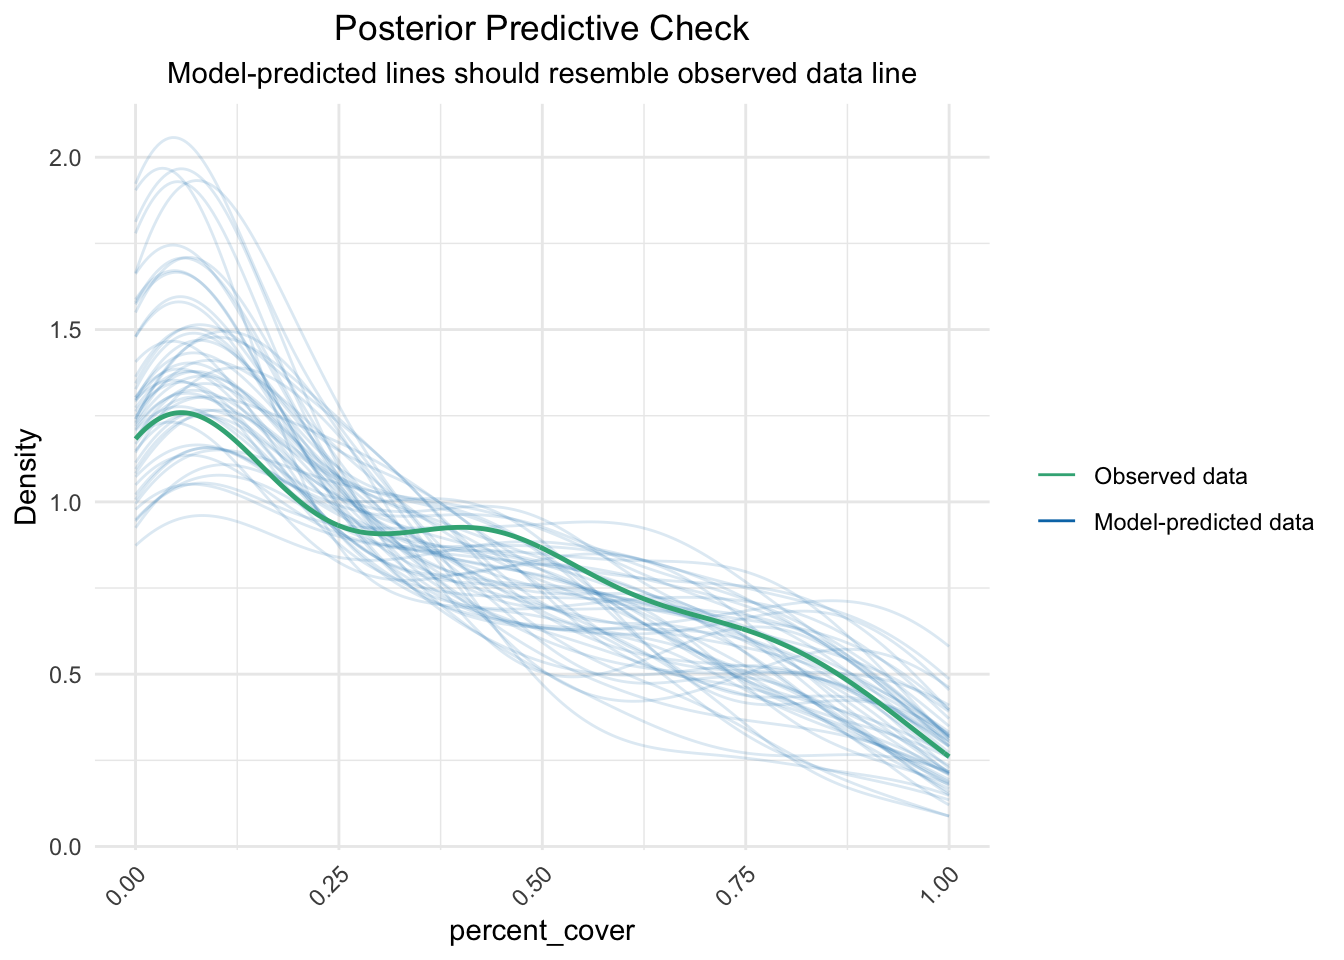 Posterior Predictive Check
Model-predicted lines should resemble observed data line
Density
2.0
1.5
1.0
0.5
0.0
0.00
0.25
0.50
0.75
1.00
percent_cover
Observed data
Model-predicted data